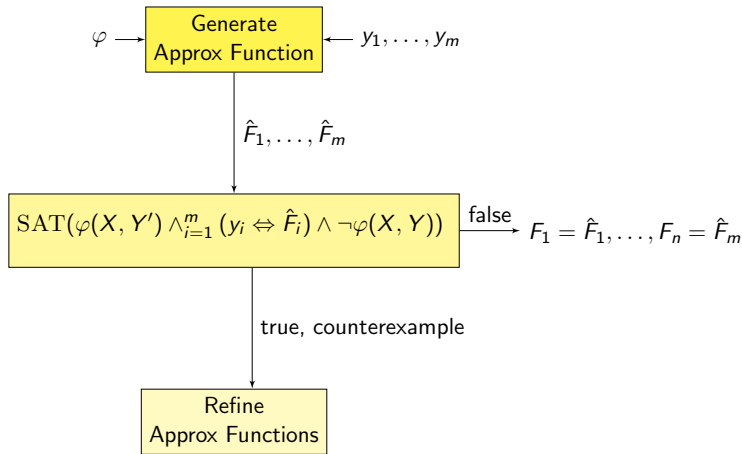 Generate
Approx Function
φ
y₁, . . . , yₘ
F̂₁, . . . , F̂ₘ
SAT(φ(X, Y′) ∧ᵢ₌₁ᵐ (yᵢ ⇔ F̂ᵢ) ∧ ¬φ(X, Y))
false
F₁ = F̂₁, . . . , Fₙ = F̂ₘ
true, counterexample
Refine
Approx Functions